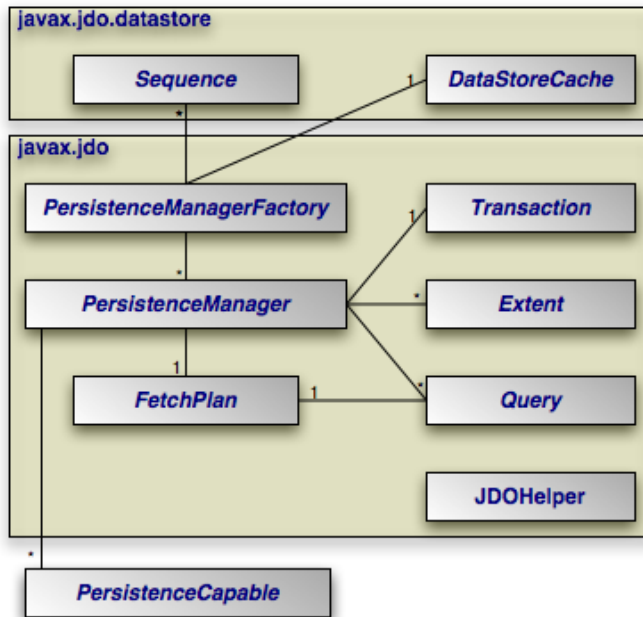 javax.jdo.datastore
Sequence
1
DataStoreCache
*
javax.jdo
PersistenceManagerFactory
1
Transaction
*
PersistenceManager
*
Extent
1
FetchPlan
1
*
Query
JDOHelper
*
PersistenceCapable